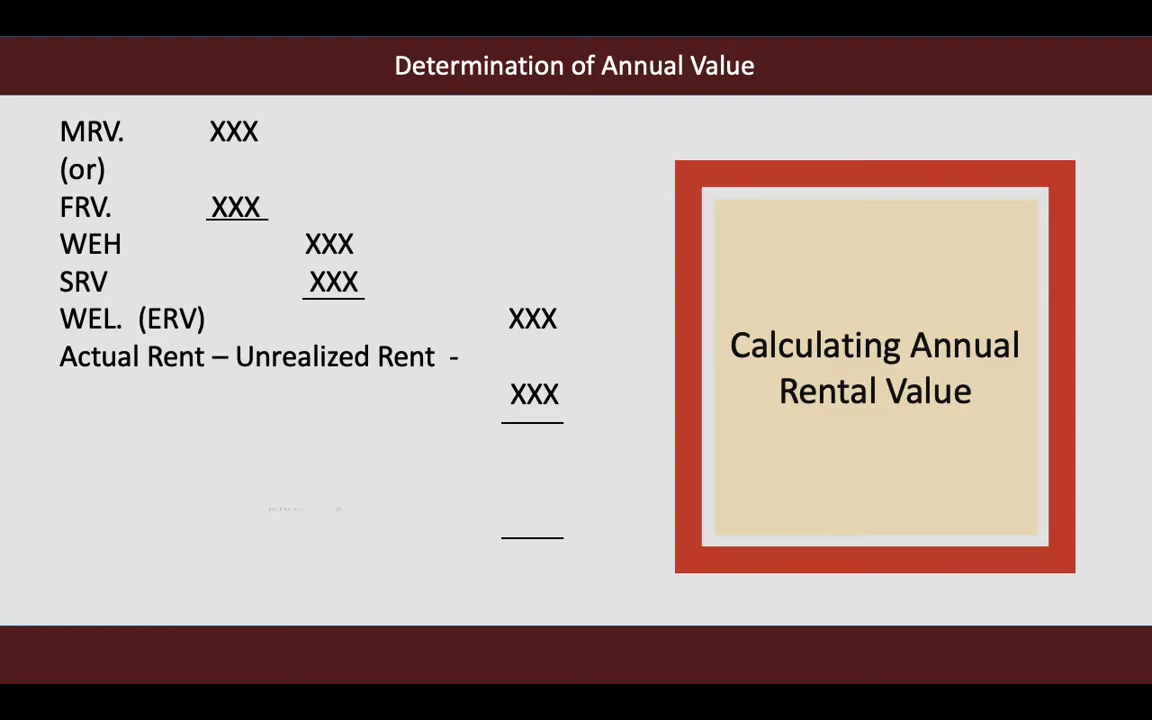 Determination of Annual Value
MRV. XXX
(or)
FRV. XXX
WEH XXX
SRV XXX
WEL. (ERV) XXX
Actual Rent – Unrealized Rent -
XXX
Calculating Annual
Rental Value